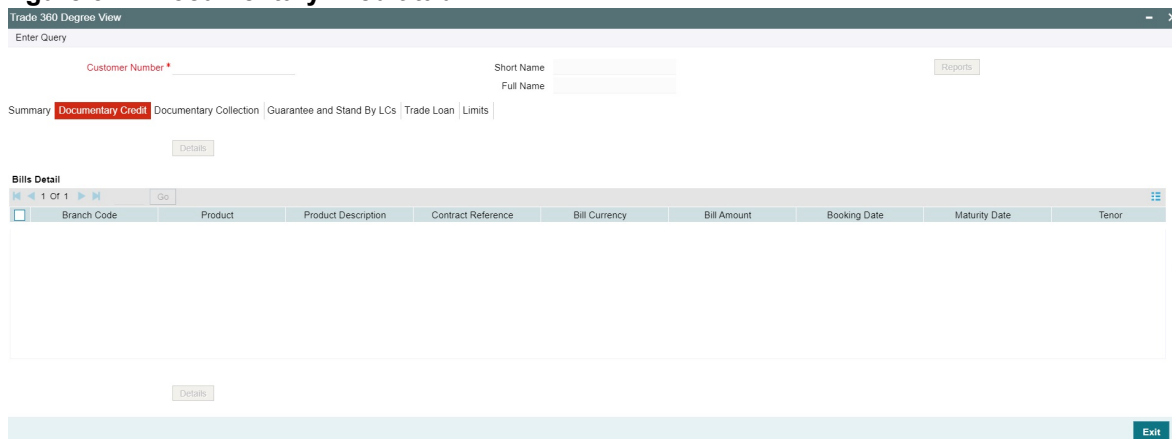 Trade 360 Degree View
Enter Query
Customer Number * Short Name Reports
Full Name
Summary Documentary Credit Documentary Collection Guarantee and Stand By LCs Trade Loan Limits
Details
Bills Detail
1 Of 1 Go
Branch Code Product Product Description Contract Reference Bill Currency Bill Amount Booking Date Maturity Date Tenor
Details
Exit